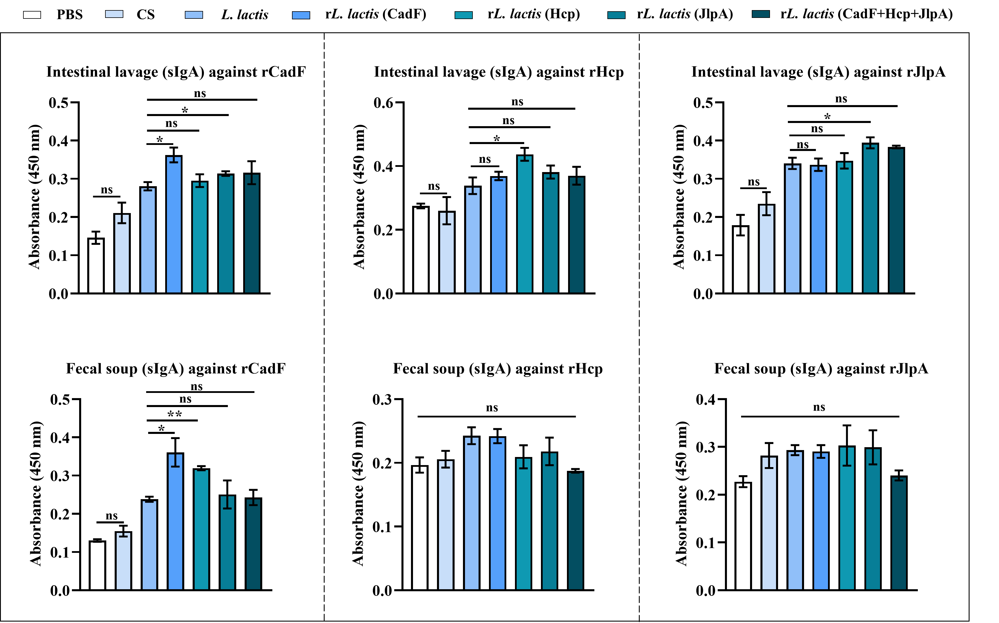 PBS CS L. lactis rL. lactis (CadF) rL. lactis (Hcp) rL. lactis (JlpA) rL. lactis (CadF+Hcp+JlpA)
Intestinal lavage (sIgA) against rCadF
Absorbance (450 nm)
0.5
0.4
0.3
0.2
0.1
0.0
ns
*
ns
*
ns
ns
Intestinal lavage (sIgA) against rHcp
Absorbance (450 nm)
0.6
0.4
0.2
0.0
ns
ns
*
ns
ns
Intestinal lavage (sIgA) against rJlpA
Absorbance (450 nm)
0.5
0.4
0.3
0.2
0.1
0.0
ns
*
ns
ns
ns
Fecal soup (sIgA) against rCadF
Absorbance (450 nm)
0.5
0.4
0.3
0.2
0.1
0.0
ns
ns
**
*
ns
Fecal soup (sIgA) against rHcp
Absorbance (450 nm)
0.3
0.2
0.1
0.0
ns
Fecal soup (sIgA) against rJlpA
Absorbance (450 nm)
0.4
0.3
0.2
0.1
0.0
ns